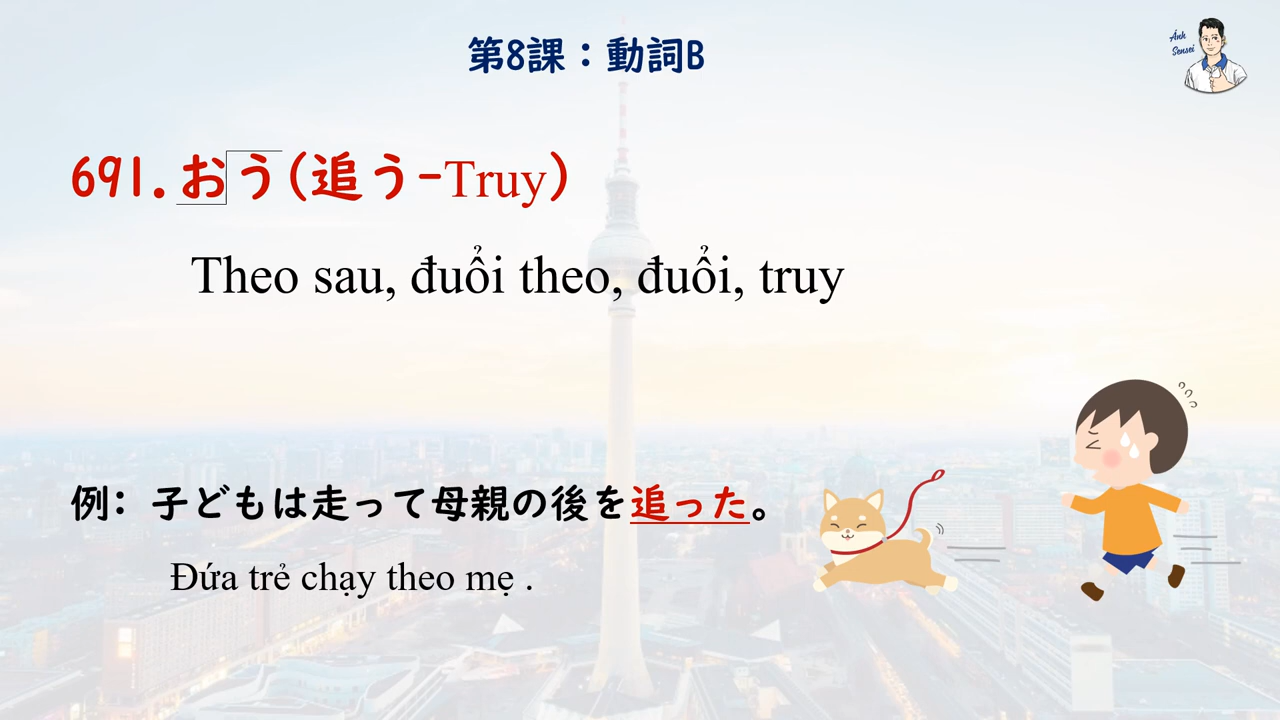 第8課：動詞B
Ánh
Sensei
691.おう(追う-Truy)
Theo sau, đuổi theo, đuổi, truy
例: 子どもは走って母親の後を追った。
Đứa trẻ chạy theo mẹ .